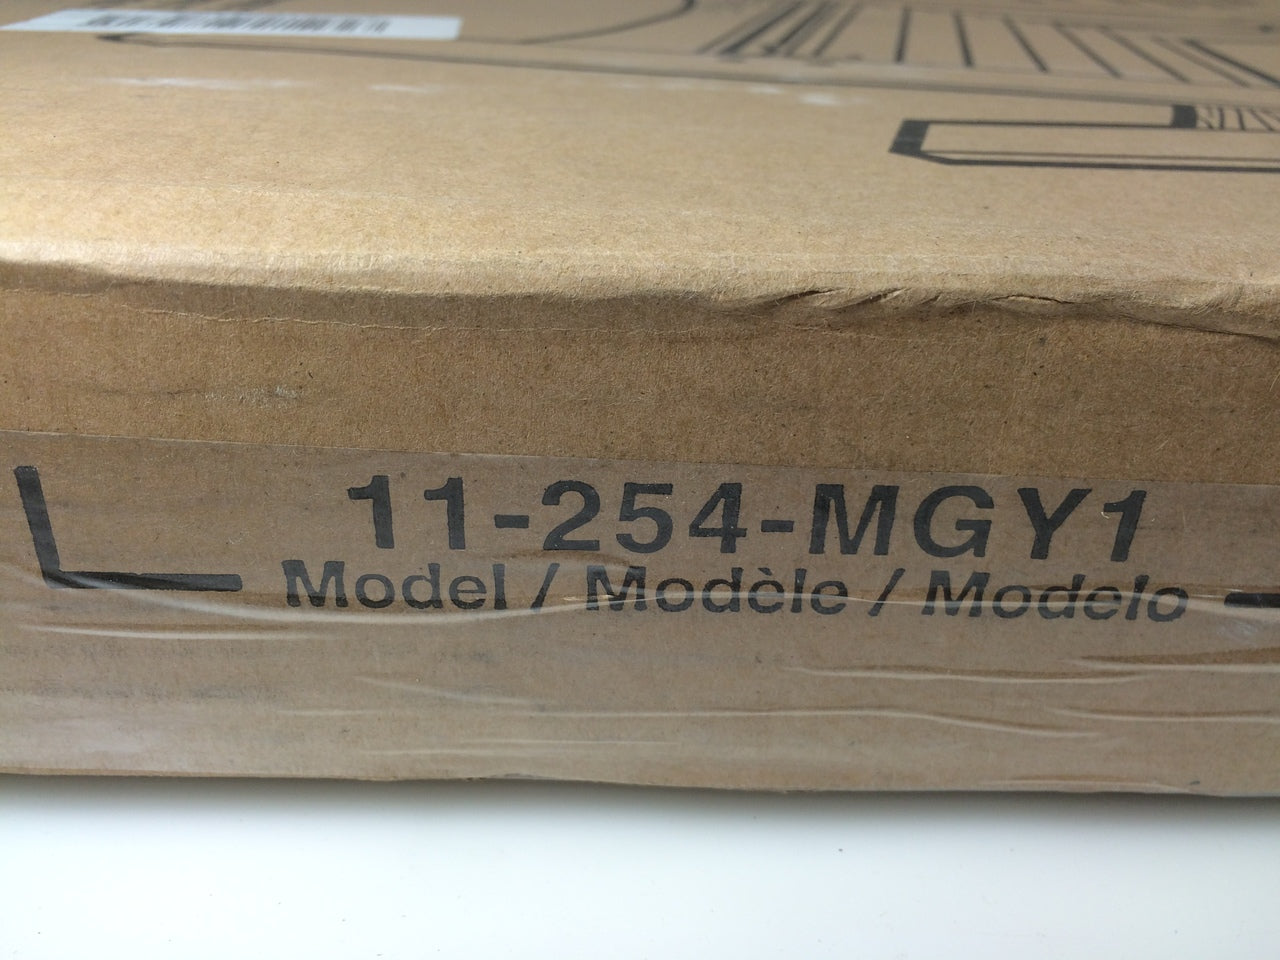 11-254-MGY1
Model / Modèle / Modelo